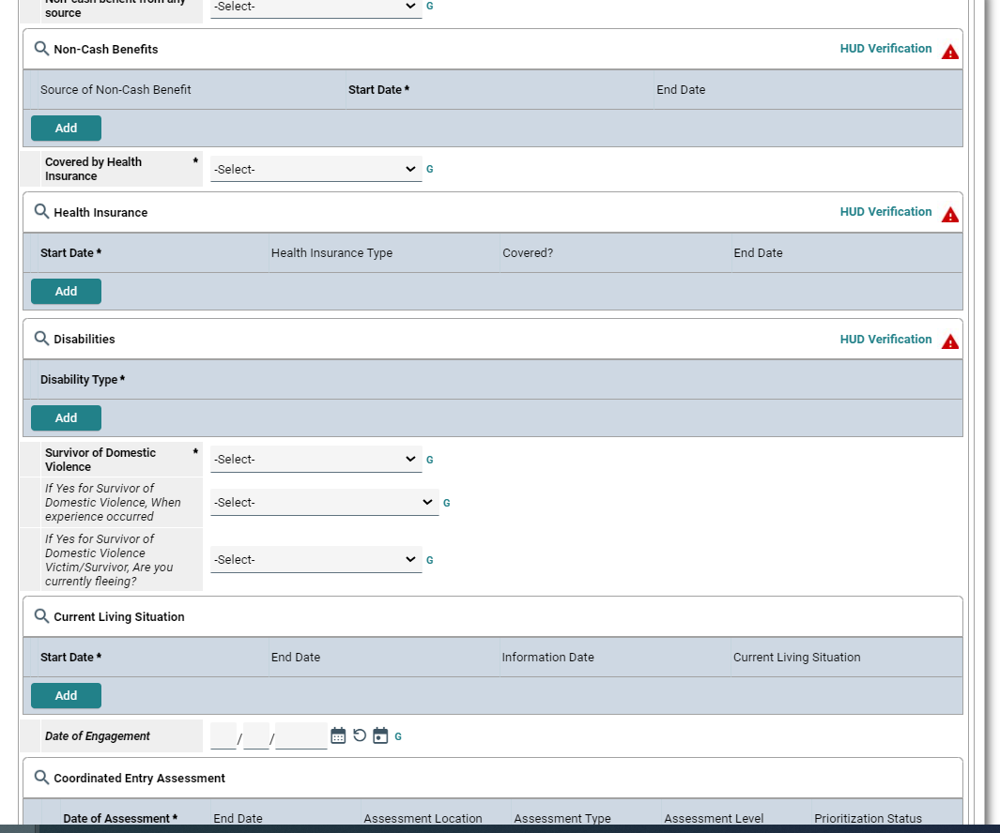 Non-cash benefit from any
source
-Select-
G
Non-Cash Benefits
HUD Verification
Source of Non-Cash Benefit
Start Date *
End Date
Add
Covered by Health
Insurance
*
-Select-
G
Health Insurance
HUD Verification
Start Date *
Health Insurance Type
Covered?
End Date
Add
Disabilities
HUD Verification
Disability Type *
Add
Survivor of Domestic
Violence
*
-Select-
G
If Yes for Survivor of
Domestic Violence, When
experience occurred
-Select-
G
If Yes for Survivor of
Domestic Violence
Victim/Survivor, Are you
currently fleeing?
-Select-
G
Current Living Situation
Start Date *
End Date
Information Date
Current Living Situation
Add
Date of Engagement
/ /
G
Coordinated Entry Assessment
Date of Assessment *
End Date
Assessment Location
Assessment Type
Assessment Level
Prioritization Status